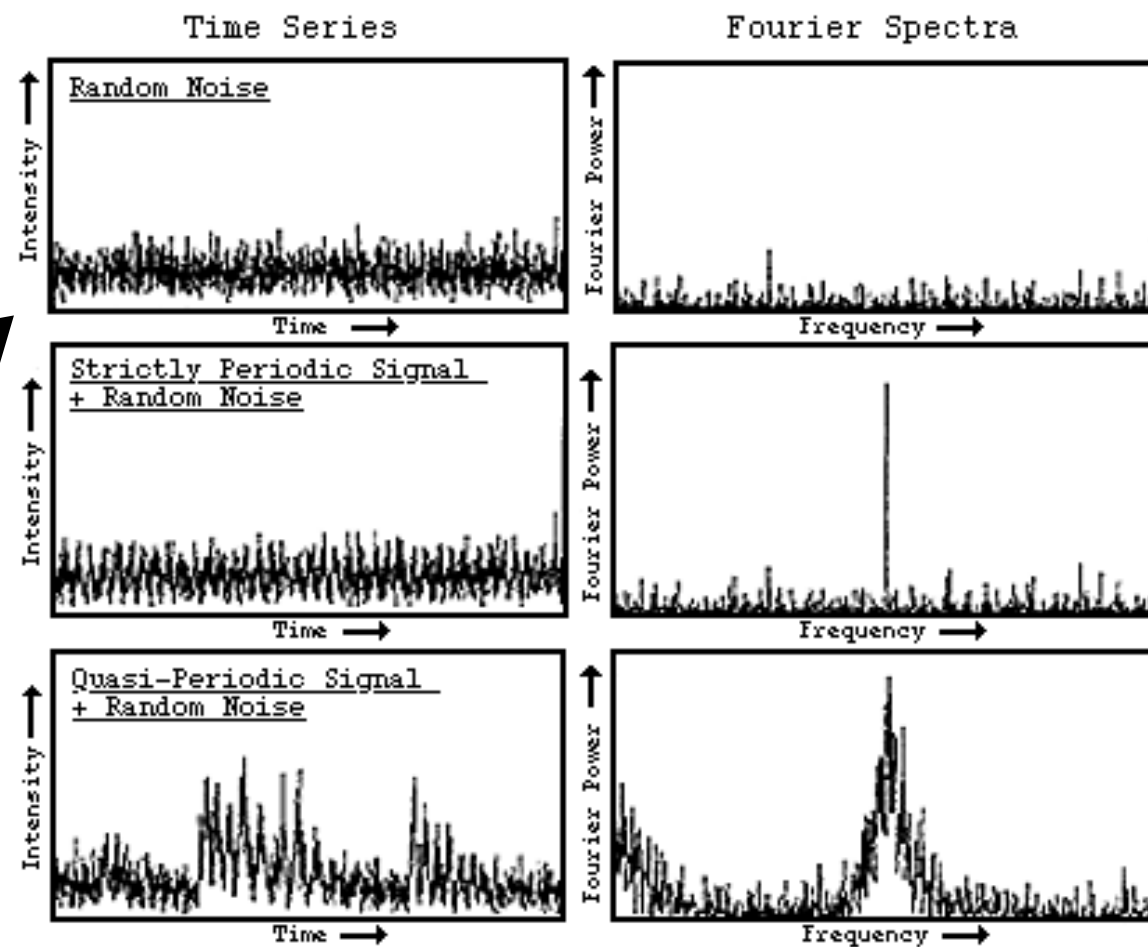 Time Series
Fourier Spectra
Random Noise
Intensity
Time
Fourier Power
Frequency
Strictly Periodic Signal
+ Random Noise
Intensity
Time
Fourier Power
Frequency
Quasi-Periodic Signal
+ Random Noise
Intensity
Time
Fourier Power
Frequency